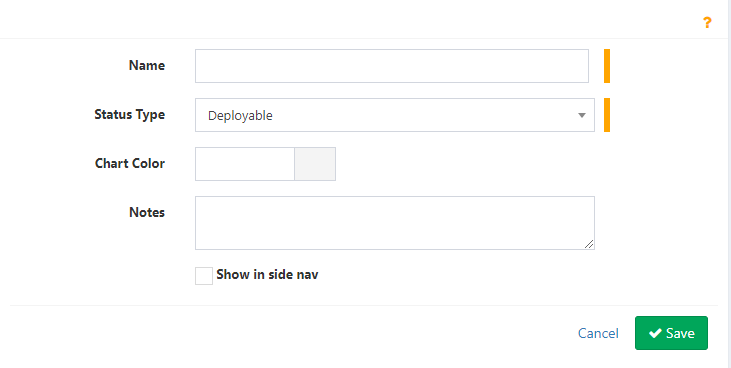 ?
Name
Status Type
Deployable
Chart Color
Notes
Show in side nav
Cancel
Save